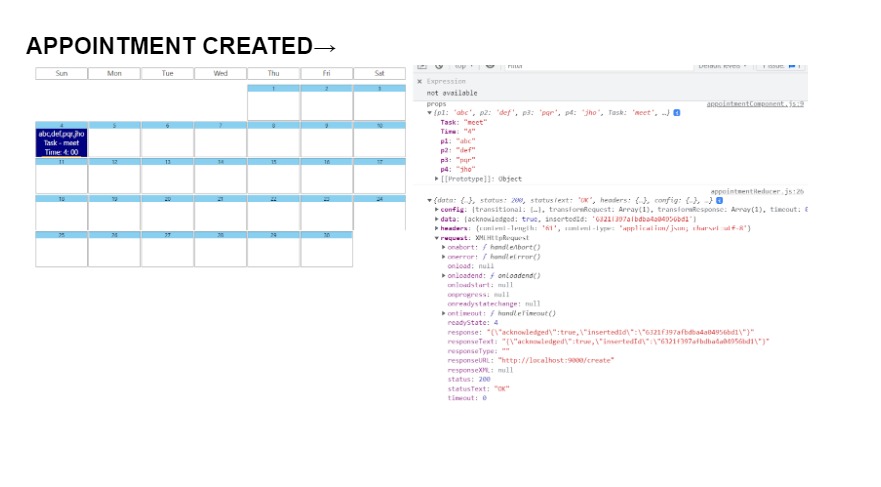 APPOINTMENT CREATED→
Sun Mon Tue Wed Thu Fri Sat
1 2 3
4 5 6 7 8 9 10
abc,def,pqr,jho
Task - meet
Time: 4: 00
11 12 13 14 15 16 17
18 19 20 21 22 23 24
25 26 27 28 29 30
top Filter Default levels 1 Issue: 1
× Expression
not available
props appointmentComponent.js:9
▼{p1: 'abc', p2: 'def', p3: 'pqr', p4: 'jho', Task: 'meet', …}
Task: "meet"
Time: "4"
p1: "abc"
p2: "def"
p3: "pqr"
p4: "jho"
▶[[Prototype]]: Object
appointmentReducer.js:26
▼{data: {…}, status: 200, statusText: 'OK', headers: {…}, config: {…}, …}
▶config: {transitional: {…}, transformRequest: Array(1), transformResponse: Array(1), timeout: 0
▶data: {acknowledged: true, insertedId: '6321f397afbdba4a04956bd1'}
▶headers: {content-length: '61', content-type: 'application/json; charset=utf-8'}
▼request: XMLHttpRequest
▶onabort: ƒ handleAbort()
▶onerror: ƒ handleError()
onload: null
▶onloadend: ƒ onloadend()
onloadstart: null
onprogress: null
onreadystatechange: null
▶ontimeout: ƒ handleTimeout()
readyState: 4
response: "{\"acknowledged\":true,\"insertedId\":\"6321f397afbdba4a04956bd1\"}"
responseText: "{\"acknowledged\":true,\"insertedId\":\"6321f397afbdba4a04956bd1\"}"
responseType: ""
responseURL: "http://localhost:9000/create"
responseXML: null
status: 200
statusText: "OK"
timeout: 0